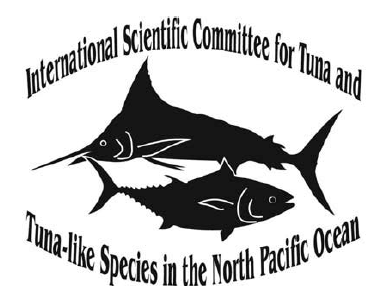 International Scientific Committee for Tuna and
Tuna-like Species in the North Pacific Ocean